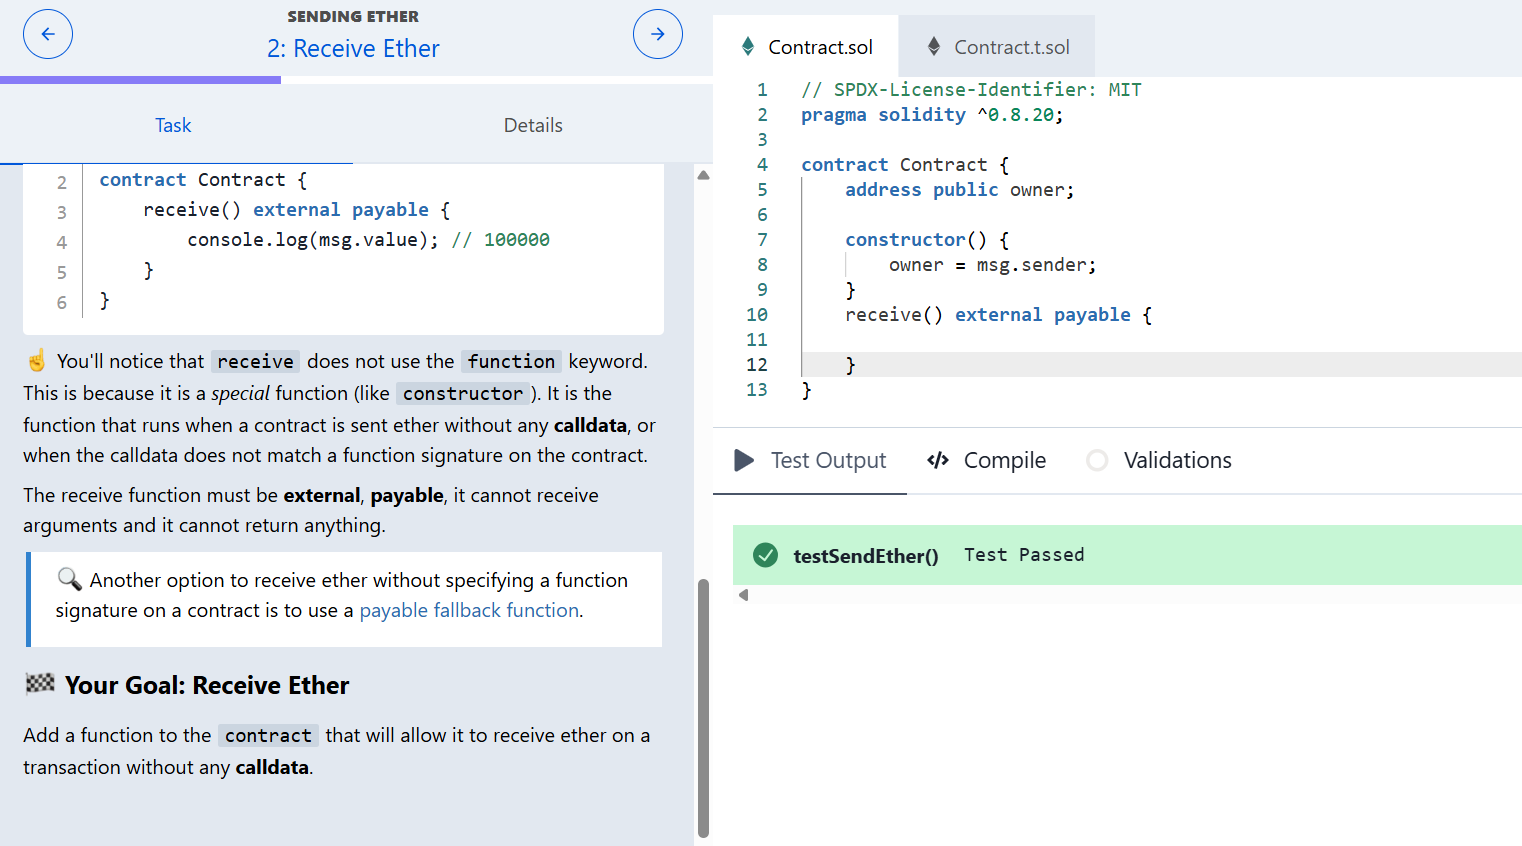 SENDING ETHER
2: Receive Ether
Task
Details
2 contract Contract {
3 receive() external payable {
4 console.log(msg.value); // 100000
5 }
6 }
☝️ You'll notice that receive does not use the function keyword.
This is because it is a special function (like constructor). It is the
function that runs when a contract is sent ether without any calldata, or
when the calldata does not match a function signature on the contract.
The receive function must be external, payable, it cannot receive
arguments and it cannot return anything.
🔍 Another option to receive ether without specifying a function
signature on a contract is to use a payable fallback function.
🏁 Your Goal: Receive Ether
Add a function to the contract that will allow it to receive ether on a
transaction without any calldata.
Contract.sol
Contract.t.sol
1 // SPDX-License-Identifier: MIT
2 pragma solidity ^0.8.20;
3
4 contract Contract {
5 address public owner;
6
7 constructor() {
8 owner = msg.sender;
9 }
10 receive() external payable {
11
12 }
13 }
Test Output
Compile
Validations
testSendEther() Test Passed